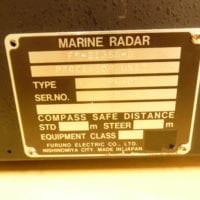 MARINE RADAR
TYPE
SER.NO.
COMPASS SAFE DISTANCE
STD m STEER m
EQUIPMENT CLASS
FURUNO ELECTRIC CO., LTD.
NISHINOMIYA CITY, MADE IN JAPAN